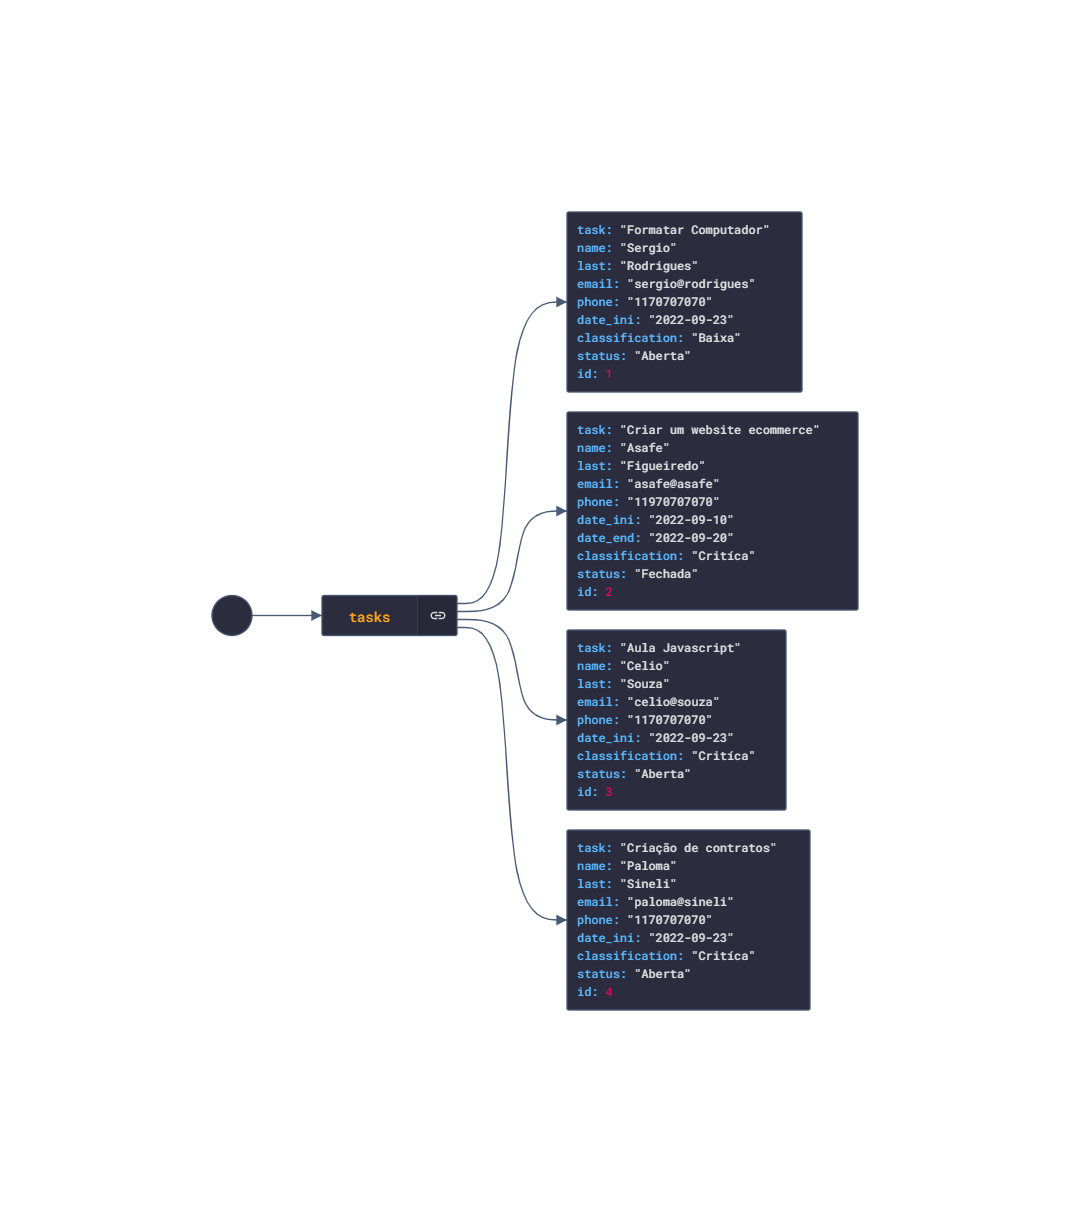 tasks
task: "Formatar Computador"
name: "Sergio"
last: "Rodrigues"
email: "sergio@rodrigues"
phone: "1170707070"
date_ini: "2022-09-23"
classification: "Baixa"
status: "Aberta"
id: 1
task: "Criar um website ecommerce"
name: "Asafe"
last: "Figueiredo"
email: "asafe@asafe"
phone: "11970707070"
date_ini: "2022-09-10"
date_end: "2022-09-20"
classification: "Critíca"
status: "Fechada"
id: 2
task: "Aula Javascript"
name: "Celio"
last: "Souza"
email: "celio@souza"
phone: "1170707070"
date_ini: "2022-09-23"
classification: "Critíca"
status: "Aberta"
id: 3
task: "Criação de contratos"
name: "Paloma"
last: "Sineli"
email: "paloma@sineli"
phone: "1170707070"
date_ini: "2022-09-23"
classification: "Critíca"
status: "Aberta"
id: 4